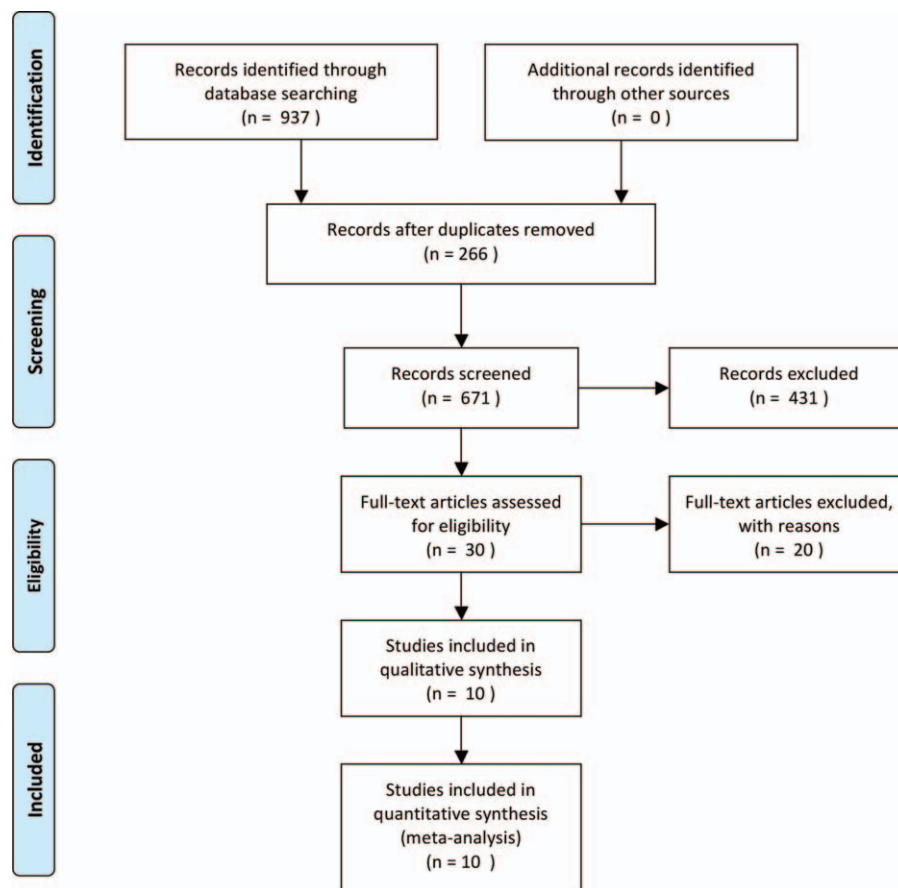 Identification
Records identified through
database searching
(n = 937 )
Additional records identified
through other sources
(n = 0 )
Records after duplicates removed
(n = 266 )
Screening
Records screened
(n = 671 )
Records excluded
(n = 431 )
Eligibility
Full-text articles assessed
for eligibility
(n = 30 )
Full-text articles excluded,
with reasons
(n = 20 )
Studies included in
qualitative synthesis
(n = 10 )
Included
Studies included in
quantitative synthesis
(meta-analysis)
(n = 10 )